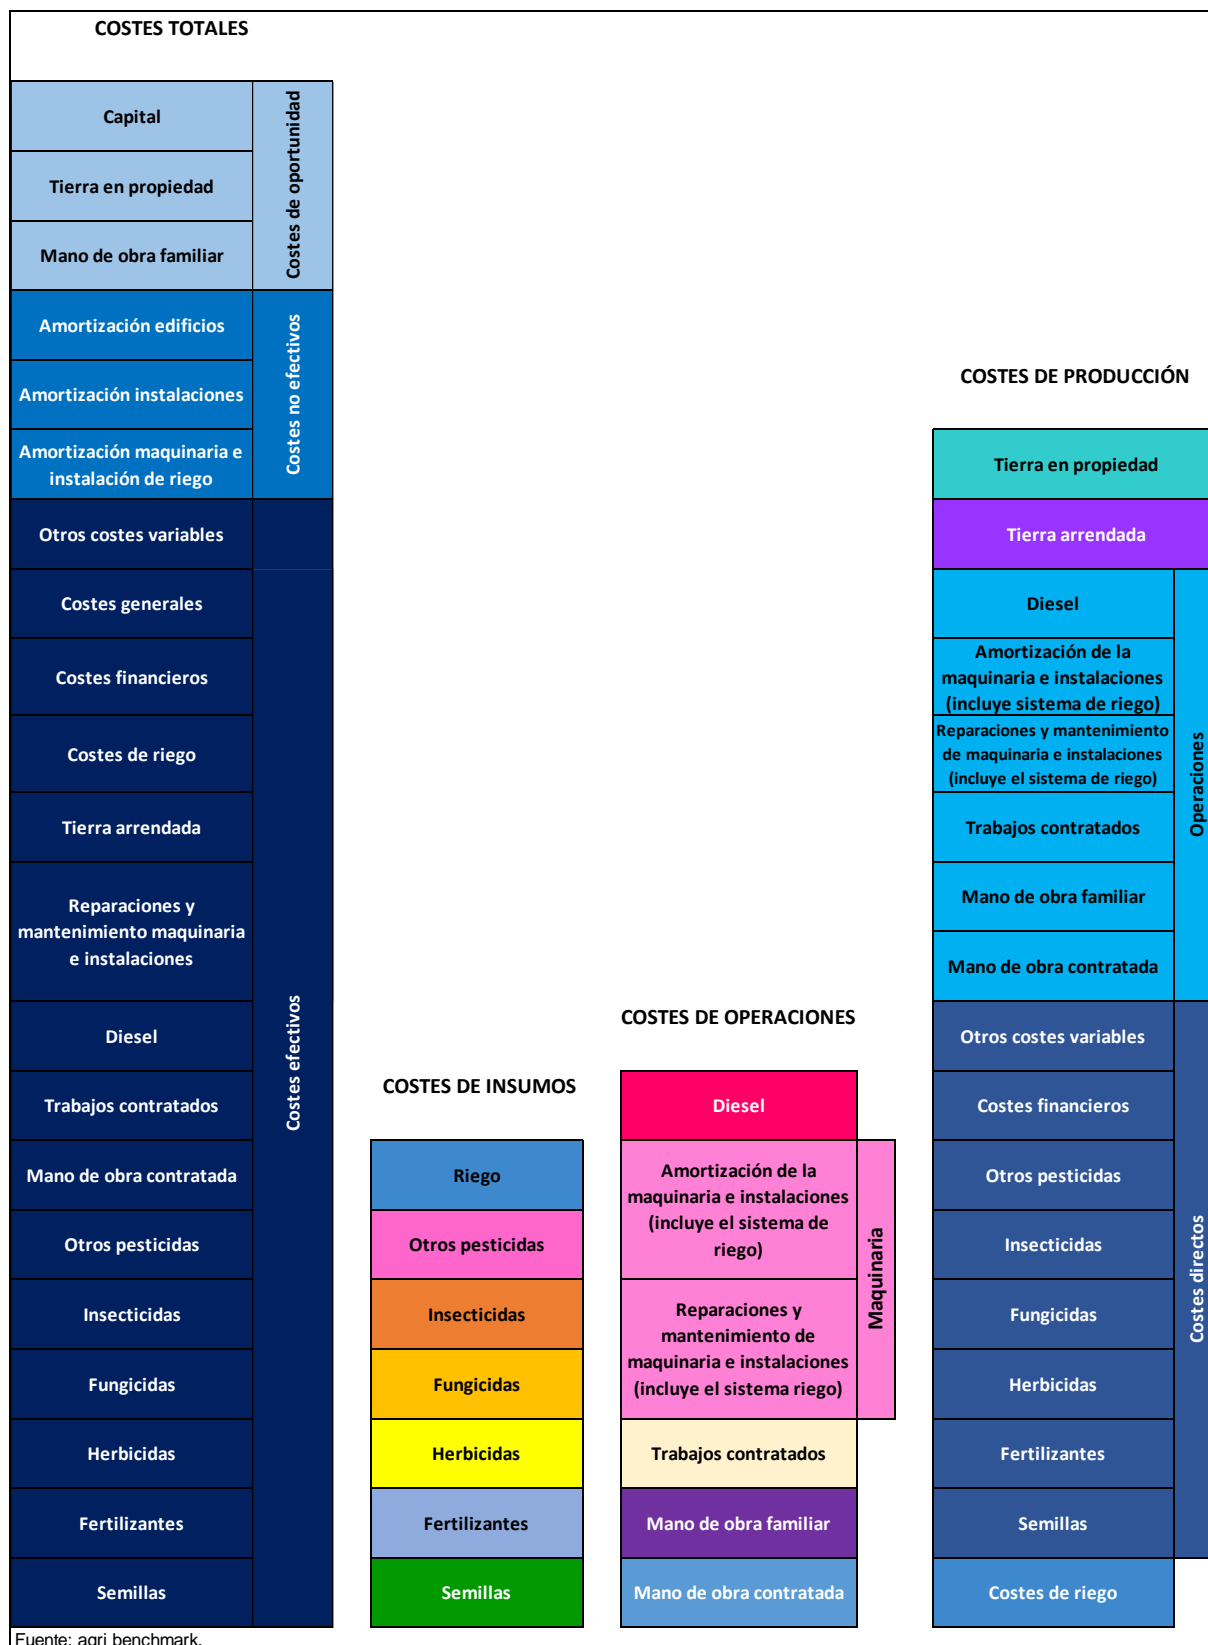 COSTES TOTALES
Capital
Tierra en propiedad
Mano de obra familiar
Costes de oportunidad
Amortización edificios
Amortización instalaciones
Amortización maquinaria e
instalación de riego
Costes no efectivos
Otros costes variables
Costes generales
Costes financieros
Costes de riego
Tierra arrendada
Reparaciones y
mantenimiento maquinaria
e instalaciones
Diesel
Trabajos contratados
Mano de obra contratada
Otros pesticidas
Insecticidas
Fungicidas
Herbicidas
Fertilizantes
Semillas
Costes efectivos
COSTES DE INSUMOS
Riego
Otros pesticidas
Insecticidas
Fungicidas
Herbicidas
Fertilizantes
Semillas
COSTES DE OPERACIONES
Diesel
Amortización de la
maquinaria e instalaciones
(incluye el sistema de
riego)
Reparaciones y
mantenimiento de
maquinaria e instalaciones
(incluye el sistema riego)
Maquinaria
Trabajos contratados
Mano de obra familiar
Mano de obra contratada
COSTES DE PRODUCCIÓN
Tierra en propiedad
Tierra arrendada
Diesel
Amortización de la
maquinaria e instalaciones
(incluye sistema de riego)
Reparaciones y mantenimiento
de maquinaria e instalaciones
(incluye el sistema de riego)
Trabajos contratados
Mano de obra familiar
Mano de obra contratada
Operaciones
Otros costes variables
Costes financieros
Otros pesticidas
Insecticidas
Fungicidas
Herbicidas
Fertilizantes
Semillas
Costes directos
Costes de riego
Fuente: agri benchmark.